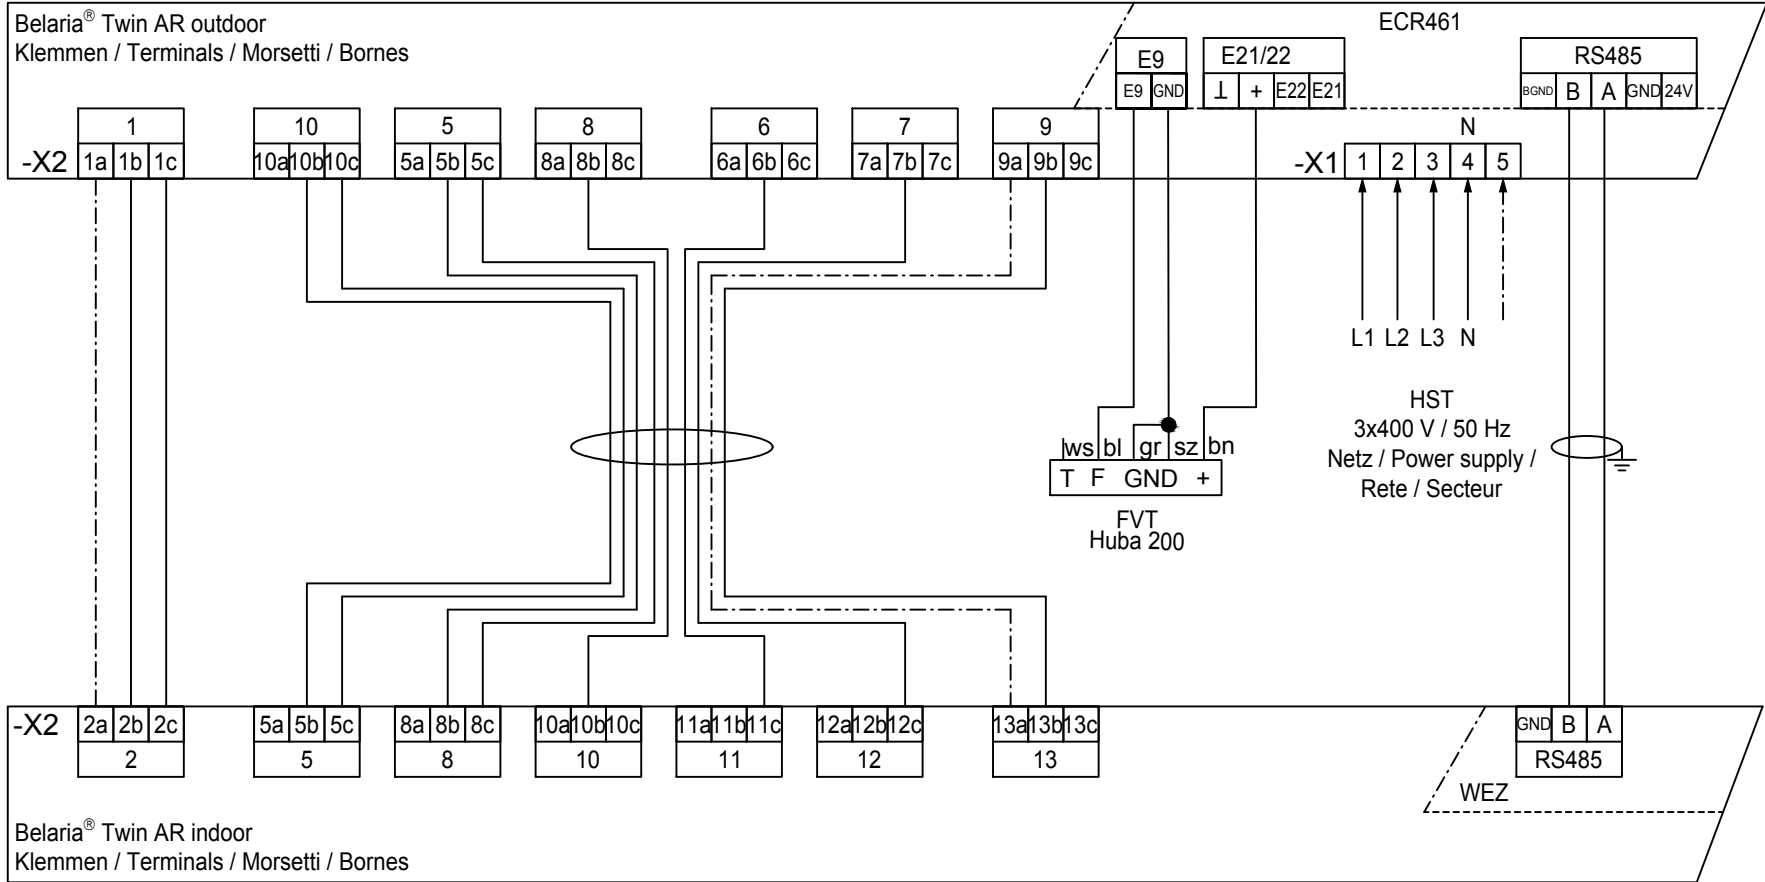 Belaria® Twin AR outdoor
Klemmen / Terminals / Morsetti / Bornes
ECR461
E9
E21/22
RS485
E9 GND
⊥ + E22 E21
BGND B A GND 24V
1
10
5
8
6
7
9
N
-X2
1a 1b 1c
10a 10b 10c
5a 5b 5c
8a 8b 8c
6a 6b 6c
7a 7b 7c
9a 9b 9c
-X1
1 2 3 4 5
L1 L2 L3 N
HST
3x400 V / 50 Hz
Netz / Power supply /
Rete / Secteur
ws bl gr sz bn
T F GND +
FVT
Huba 200
-X2
2a 2b 2c
5a 5b 5c
8a 8b 8c
10a 10b 10c
11a 11b 11c
12a 12b 12c
13a 13b 13c
GND B A
2
5
8
10
11
12
13
RS485
WEZ
Belaria® Twin AR indoor
Klemmen / Terminals / Morsetti / Bornes